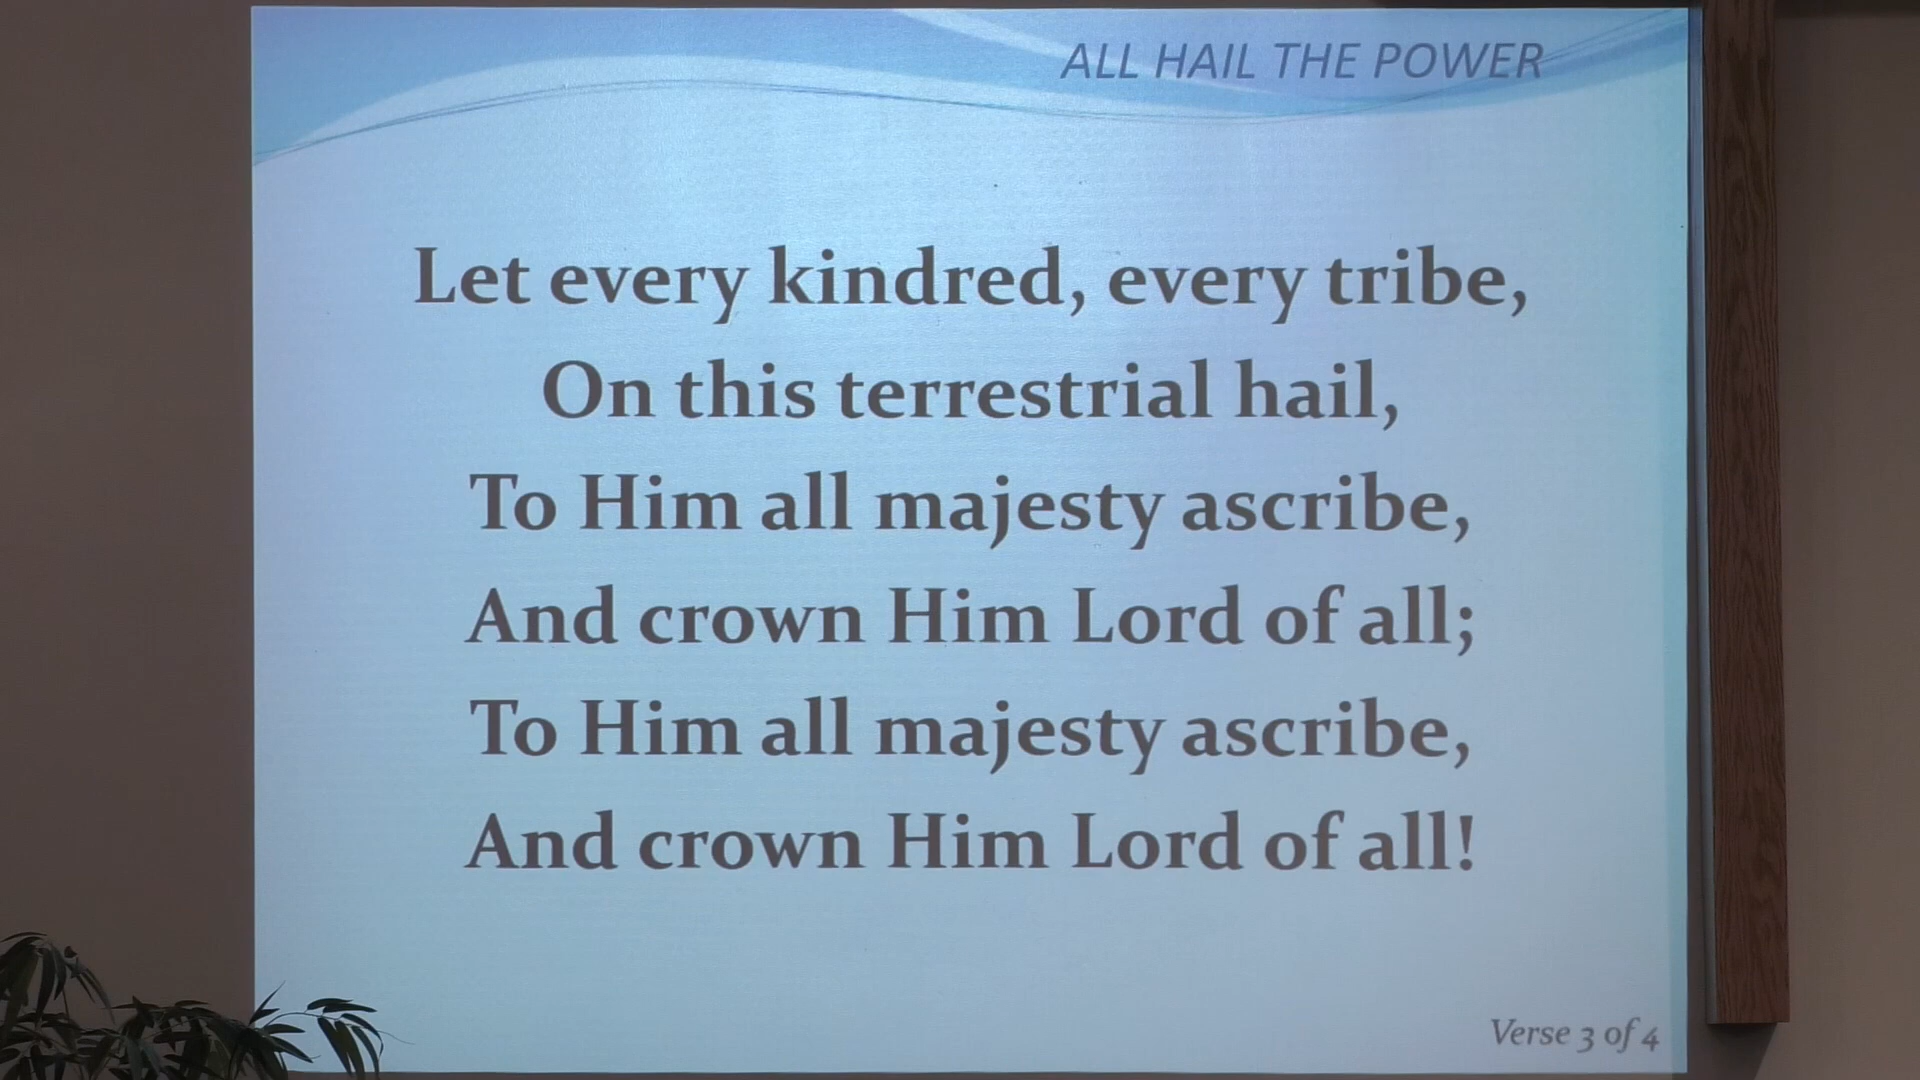 ALL HAIL THE POWER
Let every kindred, every tribe,
On this terrestrial hail,
To Him all majesty ascribe,
And crown Him Lord of all;
To Him all majesty ascribe,
And crown Him Lord of all!
Verse 3 of 4